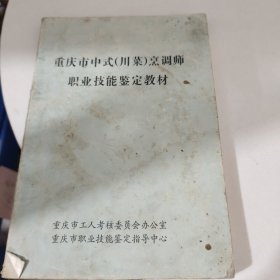 重庆市中式(川菜)烹调师
职业技能鉴定教材
重庆市工人考核委员会办公室
重庆市职业技能鉴定指导中心